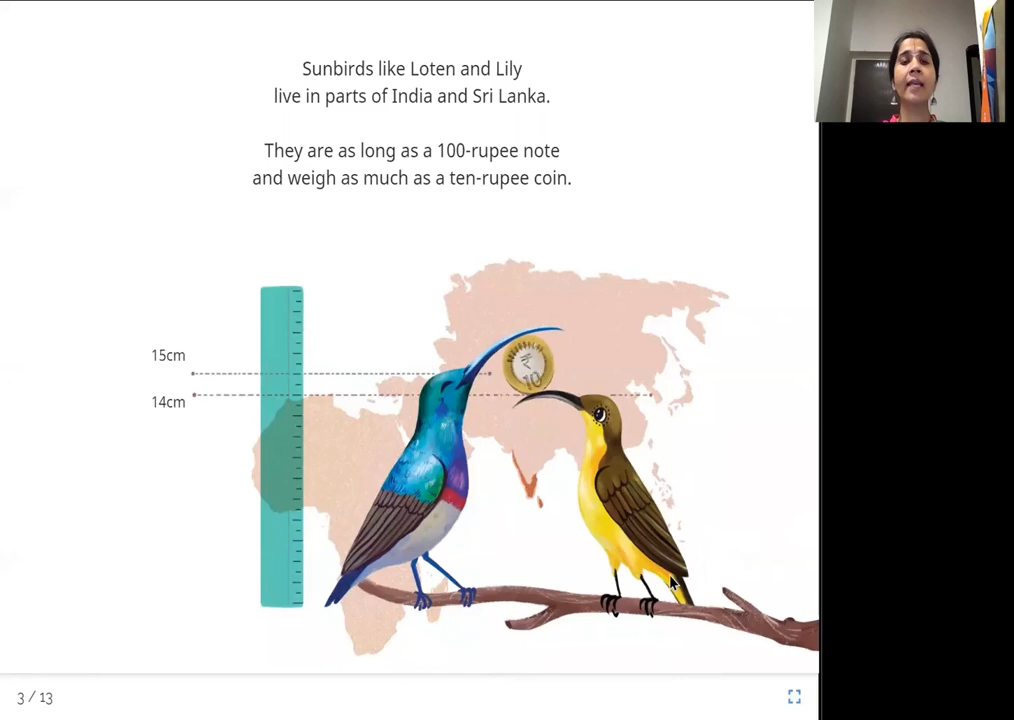 Sunbirds like Loten and Lily
live in parts of India and Sri Lanka.
They are as long as a 100-rupee note
and weigh as much as a ten-rupee coin.
15cm
14cm
₹
10
3 / 13